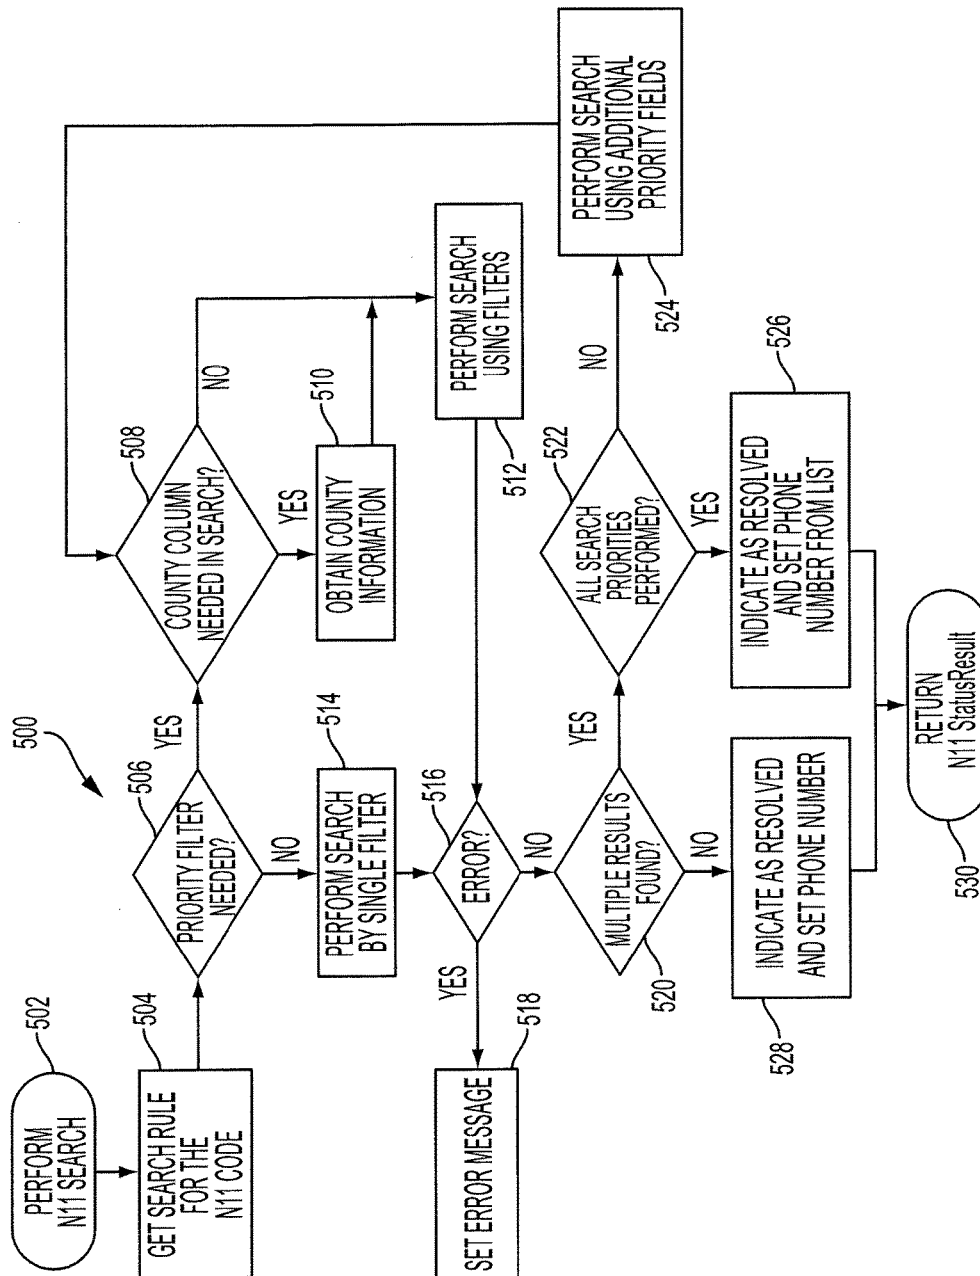 500
502
PERFORM
N11 SEARCH
504
GET SEARCH RULE
FOR THE
N11 CODE
506
PRIORITY FILTER
NEEDED?
YES
NO
508
COUNTY COLUMN
NEEDED IN SEARCH?
NO
YES
510
OBTAIN COUNTY
INFORMATION
PERFORM SEARCH
USING FILTERS
512
514
PERFORM SEARCH
BY SINGLE FILTER
516
ERROR?
YES
NO
518
SET ERROR MESSAGE
MULTIPLE RESULTS
FOUND?
520
YES
NO
522
ALL SEARCH
PRIORITIES
PERFORMED?
NO
YES
PERFORM SEARCH
USING ADDITIONAL
PRIORITY FIELDS
524
526
INDICATE AS RESOLVED
AND SET PHONE
NUMBER FROM LIST
INDICATE AS RESOLVED
AND SET PHONE NUMBER
528
RETURN
N11 StatusResult
530